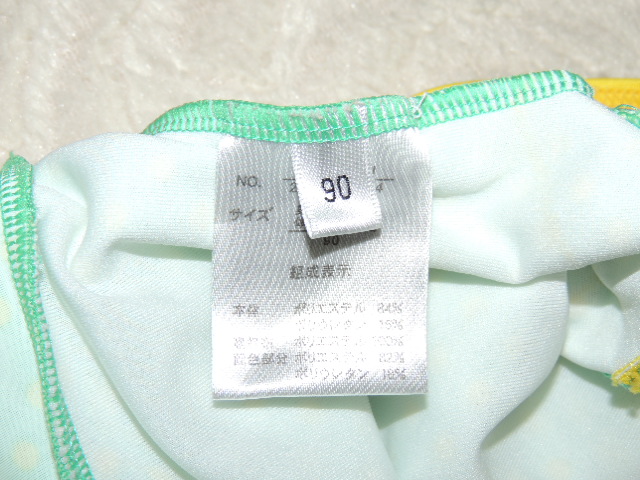 90
NO.
サイズ
90
組成表示
本体 ポリエステル 84%
ポリウレタン 16%
ポリエステル 100%
配色部分 ポリエステル 82%
ポリウレタン 18%